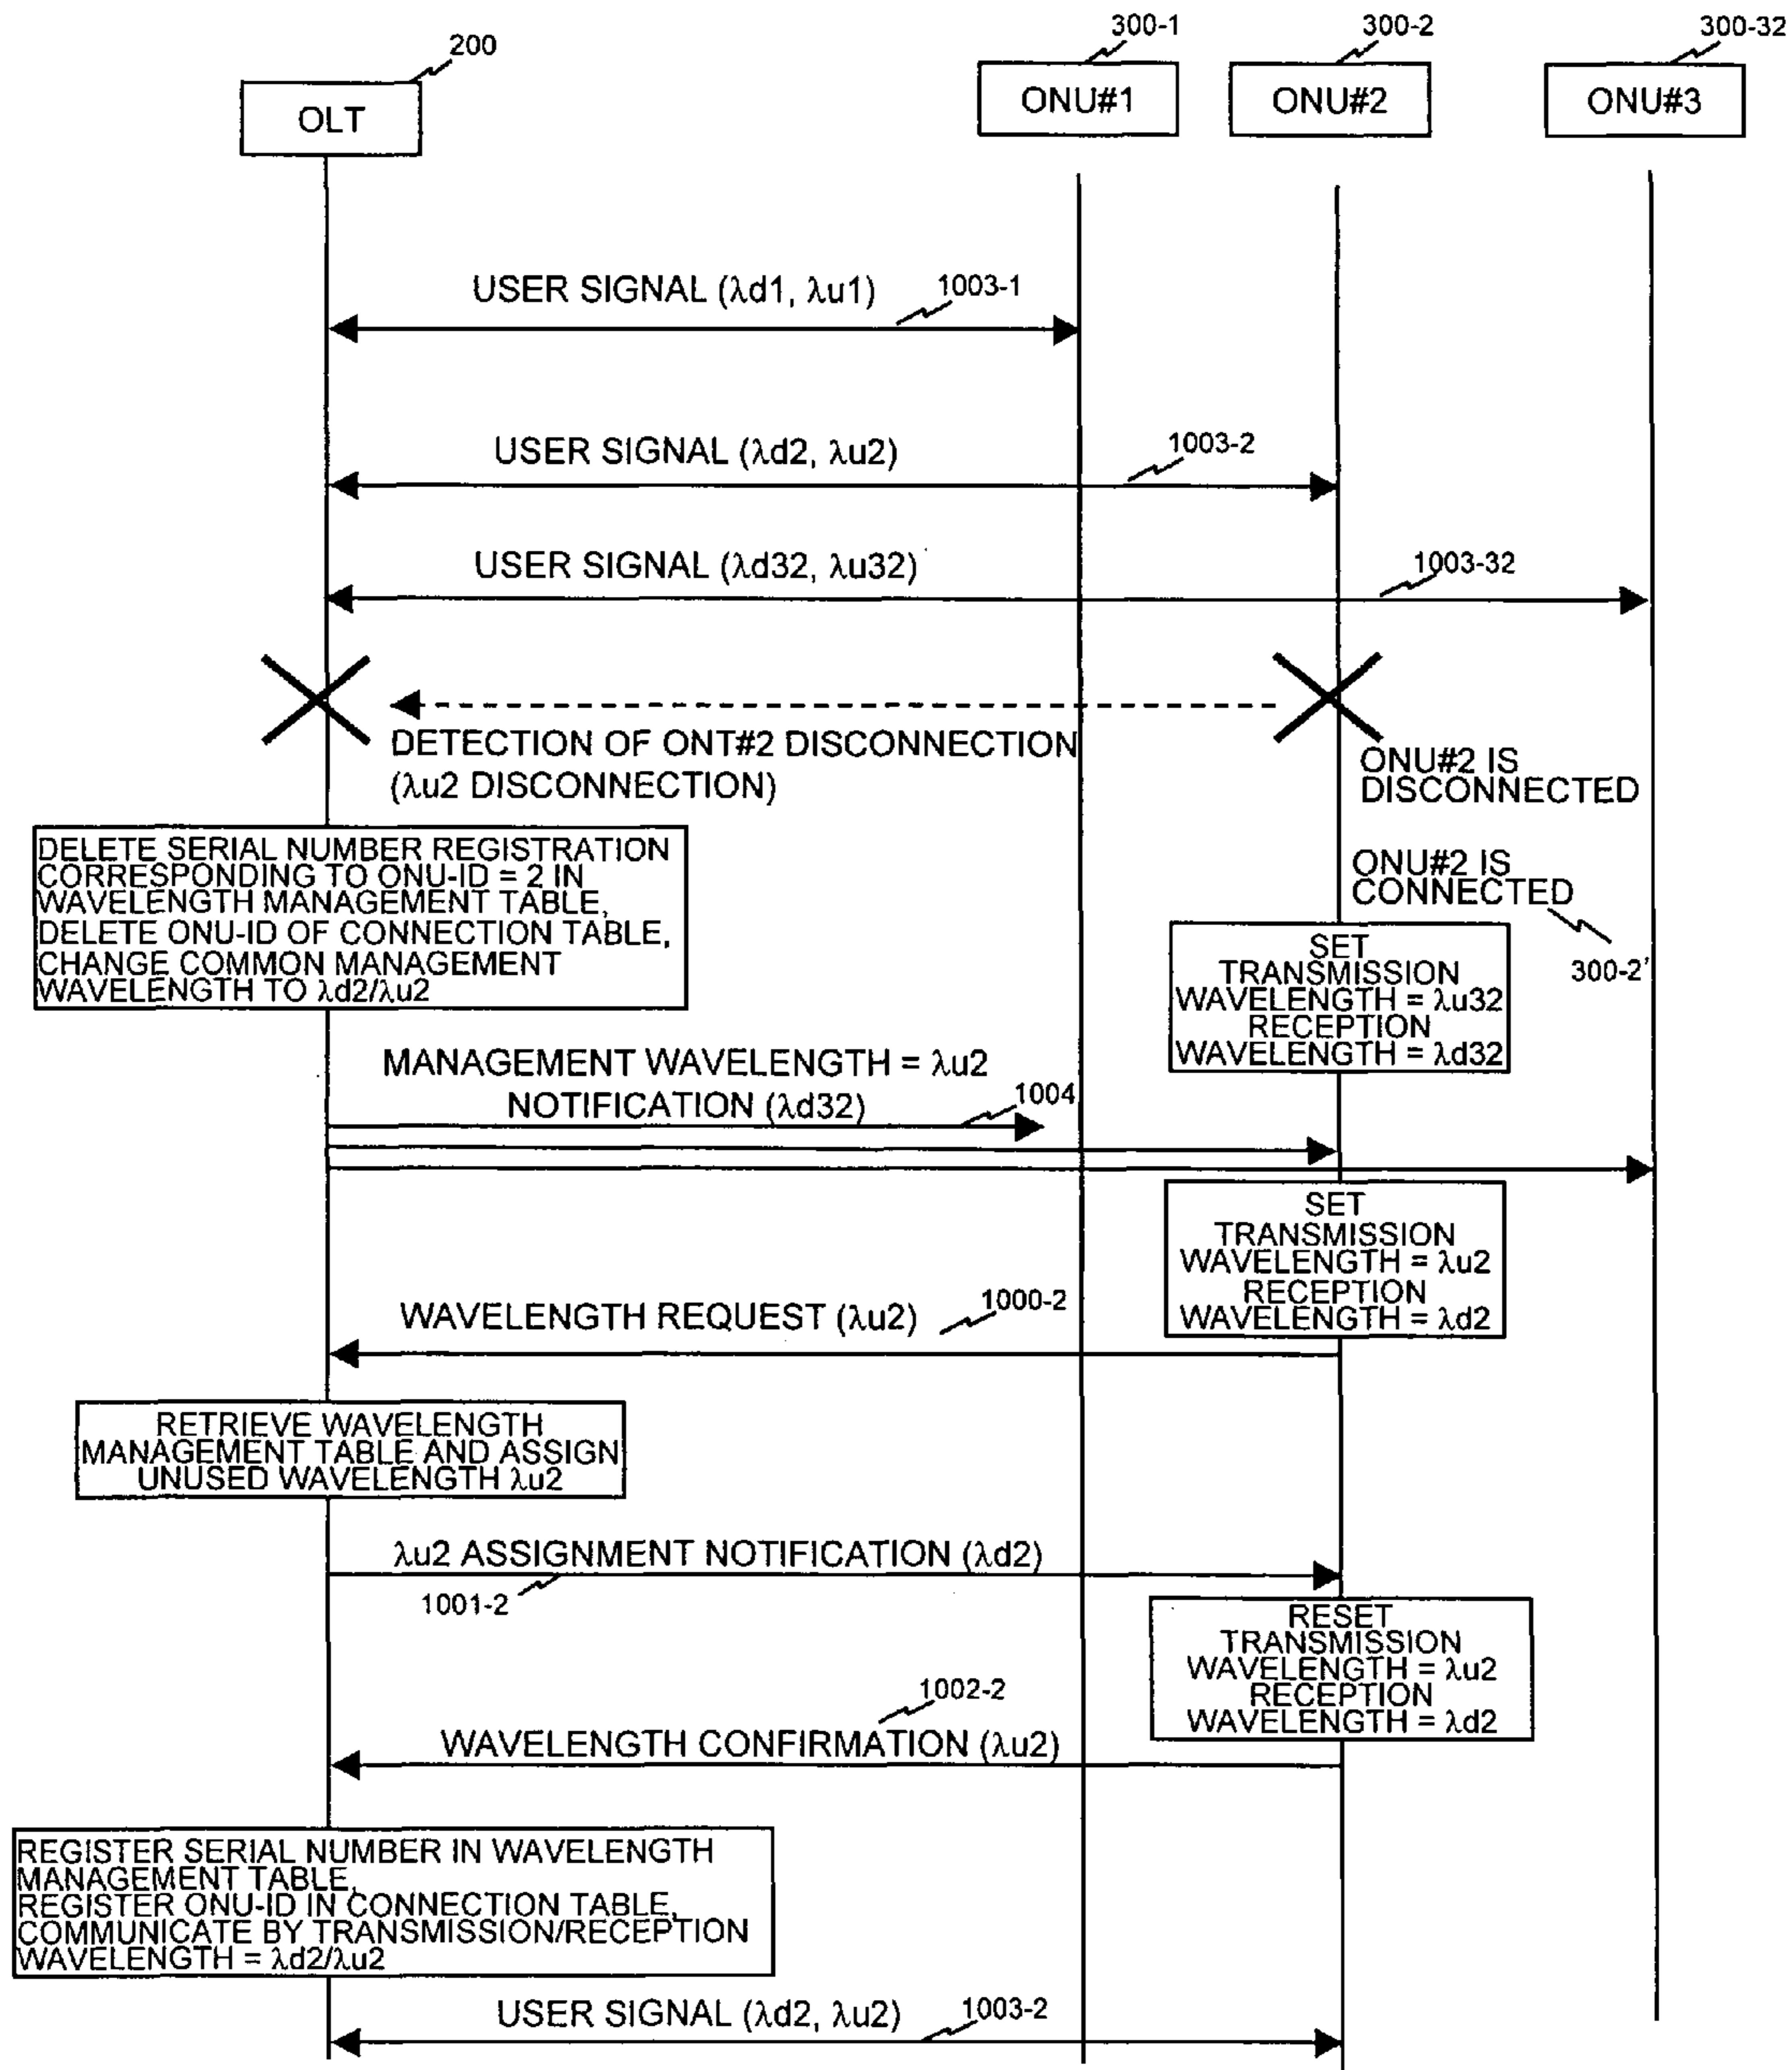 200
300-1
300-2
300-32
OLT
ONU#1
ONU#2
ONU#3
USER SIGNAL (λd1, λu1)
1003-1
USER SIGNAL (λd2, λu2)
1003-2
USER SIGNAL (λd32, λu32)
1003-32
DETECTION OF ONT#2 DISCONNECTION
(λu2 DISCONNECTION)
ONU#2 IS
DISCONNECTED
DELETE SERIAL NUMBER REGISTRATION
CORRESPONDING TO ONU-ID = 2 IN
WAVELENGTH MANAGEMENT TABLE,
DELETE ONU-ID OF CONNECTION TABLE,
CHANGE COMMON MANAGEMENT
WAVELENGTH TO λd2/λu2
ONU#2 IS
CONNECTED
300-2'
SET
TRANSMISSION
WAVELENGTH = λu32
RECEPTION
WAVELENGTH = λd32
MANAGEMENT WAVELENGTH = λu2
NOTIFICATION (λd32)
1004
SET
TRANSMISSION
WAVELENGTH = λu2
RECEPTION
WAVELENGTH = λd2
WAVELENGTH REQUEST (λu2)
1000-2
RETRIEVE WAVELENGTH
MANAGEMENT TABLE AND ASSIGN
UNUSED WAVELENGTH λu2
λu2 ASSIGNMENT NOTIFICATION (λd2)
1001-2
RESET
TRANSMISSION
WAVELENGTH = λu2
RECEPTION
WAVELENGTH = λd2
1002-2
WAVELENGTH CONFIRMATION (λu2)
REGISTER SERIAL NUMBER IN WAVELENGTH
MANAGEMENT TABLE,
REGISTER ONU-ID IN CONNECTION TABLE,
COMMUNICATE BY TRANSMISSION/RECEPTION
WAVELENGTH = λd2/λu2
USER SIGNAL (λd2, λu2)
1003-2